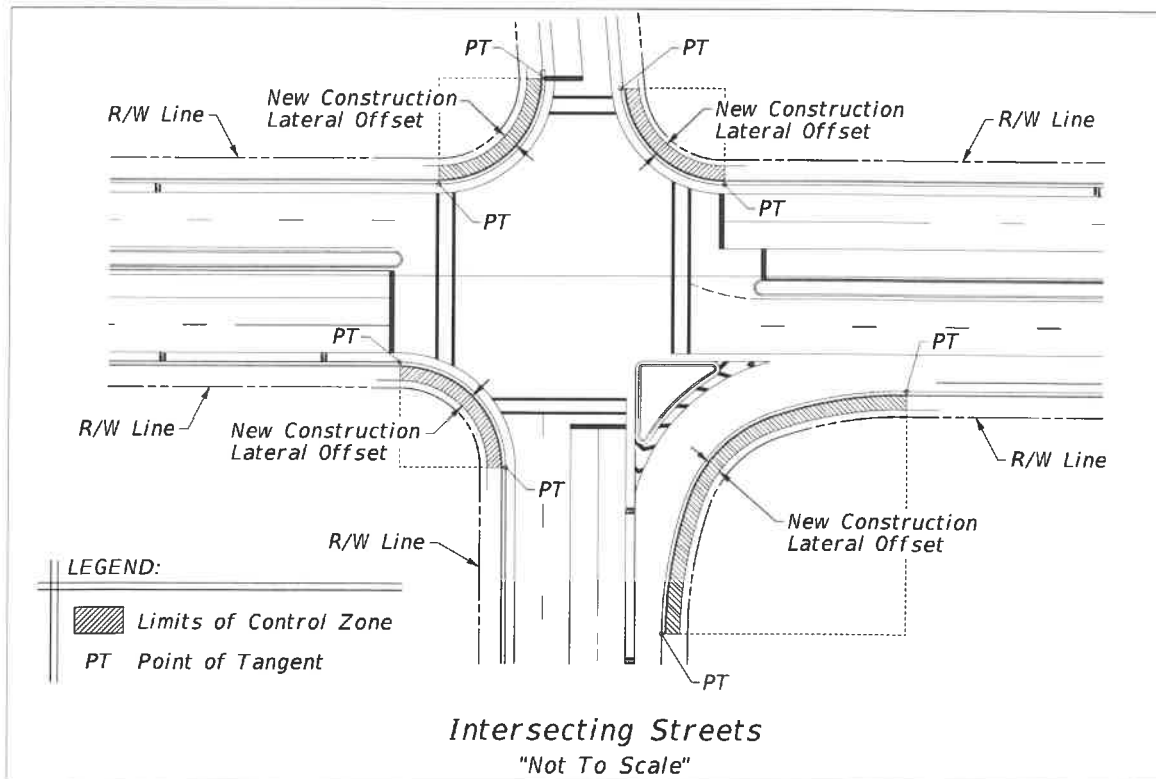 PT
PT
New Construction
Lateral Offset
New Construction
Lateral Offset
R/W Line
R/W Line
PT
PT
PT
PT
R/W Line
New Construction
Lateral Offset
R/W Line
PT
New Construction
Lateral Offset
R/W Line
LEGEND:
Limits of Control Zone
PT Point of Tangent
PT
Intersecting Streets
"Not To Scale"